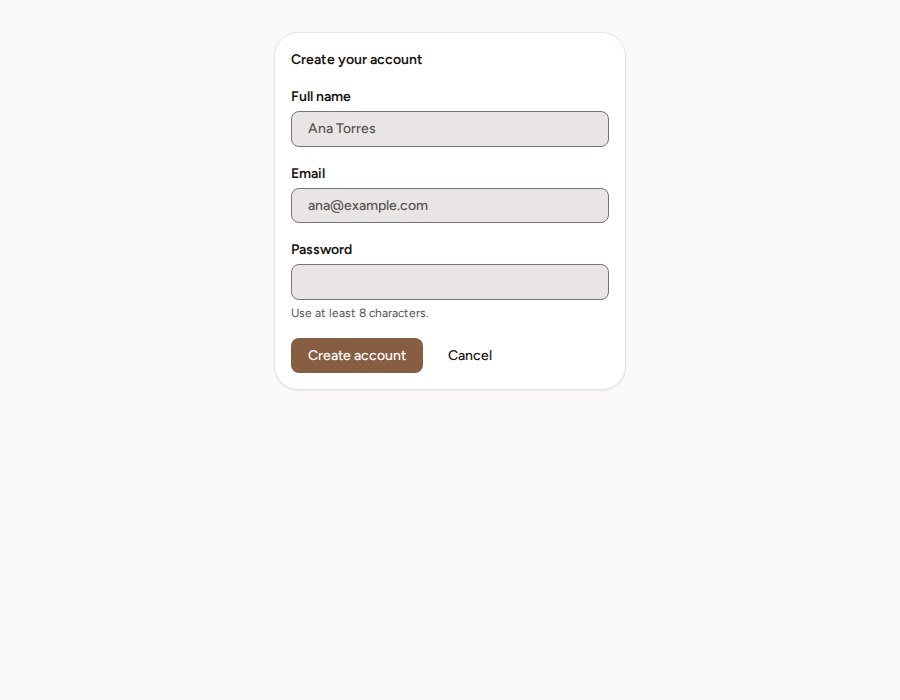 Create your account
Full name
Ana Torres
Email
ana@example.com
Password
Use at least 8 characters.
Create account
Cancel